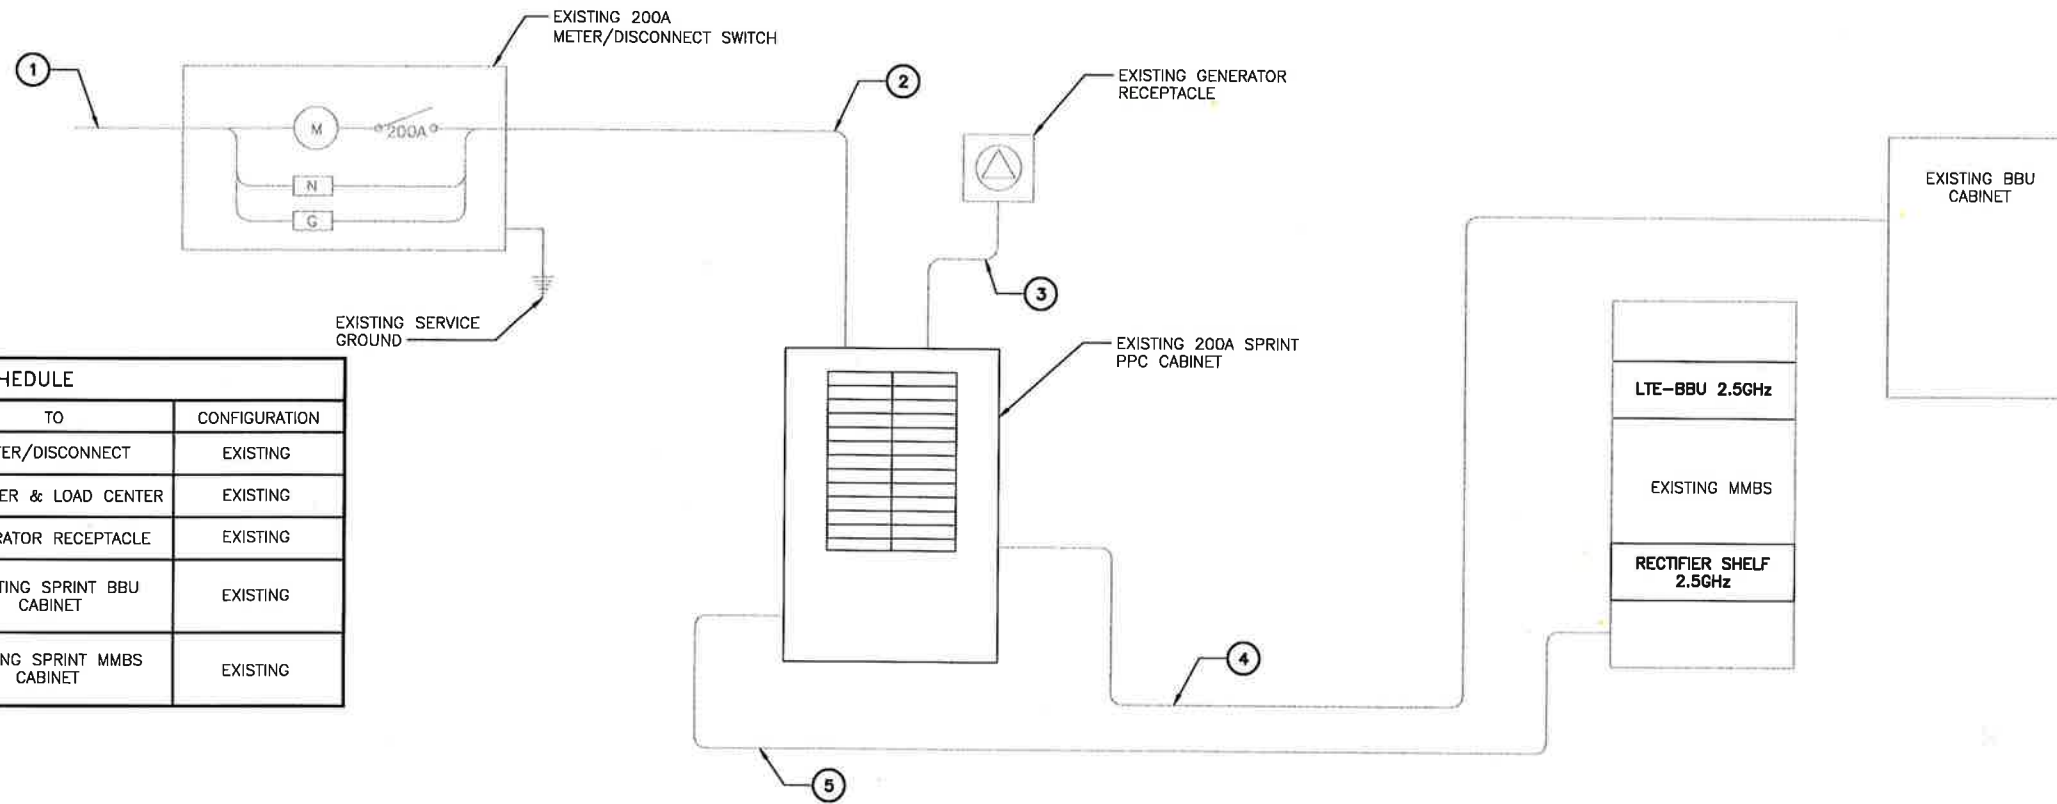 EXISTING 200A
METER/DISCONNECT SWITCH
1
2
EXISTING GENERATOR
RECEPTACLE
M
200A
N
G
EXISTING BBU
CABINET
3
EXISTING SERVICE
GROUND
EXISTING 200A SPRINT
PPC CABINET
HEDULE
TO
CONFIGURATION
TER/DISCONNECT
EXISTING
ER & LOAD CENTER
EXISTING
RATOR RECEPTACLE
EXISTING
TING SPRINT BBU
CABINET
EXISTING
NG SPRINT MMBS
CABINET
EXISTING
LTE-BBU 2.5GHz
EXISTING MMBS
RECTIFIER SHELF
2.5GHz
4
5